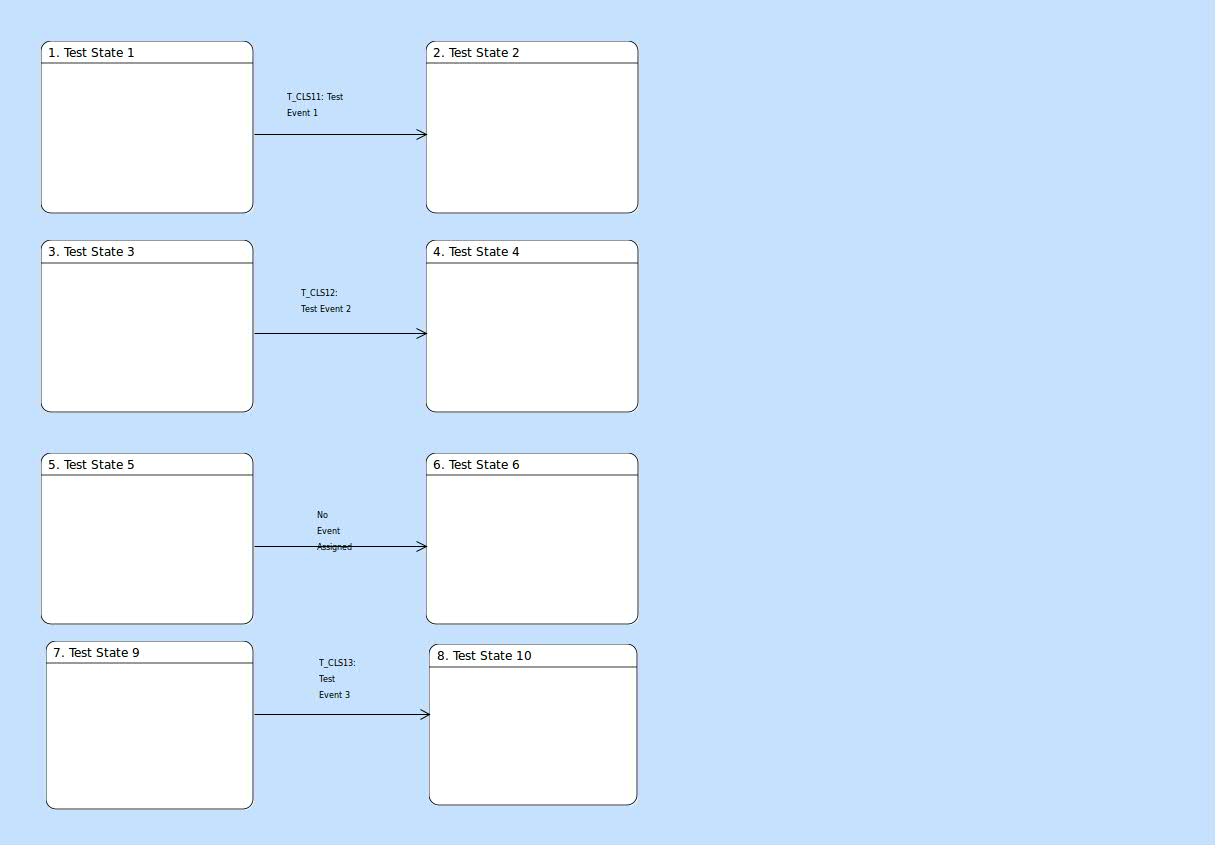 1. Test State 1
2. Test State 2
T_CLS11: Test
Event 1
3. Test State 3
4. Test State 4
T_CLS12:
Test Event 2
5. Test State 5
6. Test State 6
No
Event
Assigned
7. Test State 9
8. Test State 10
T_CLS13:
Test
Event 3